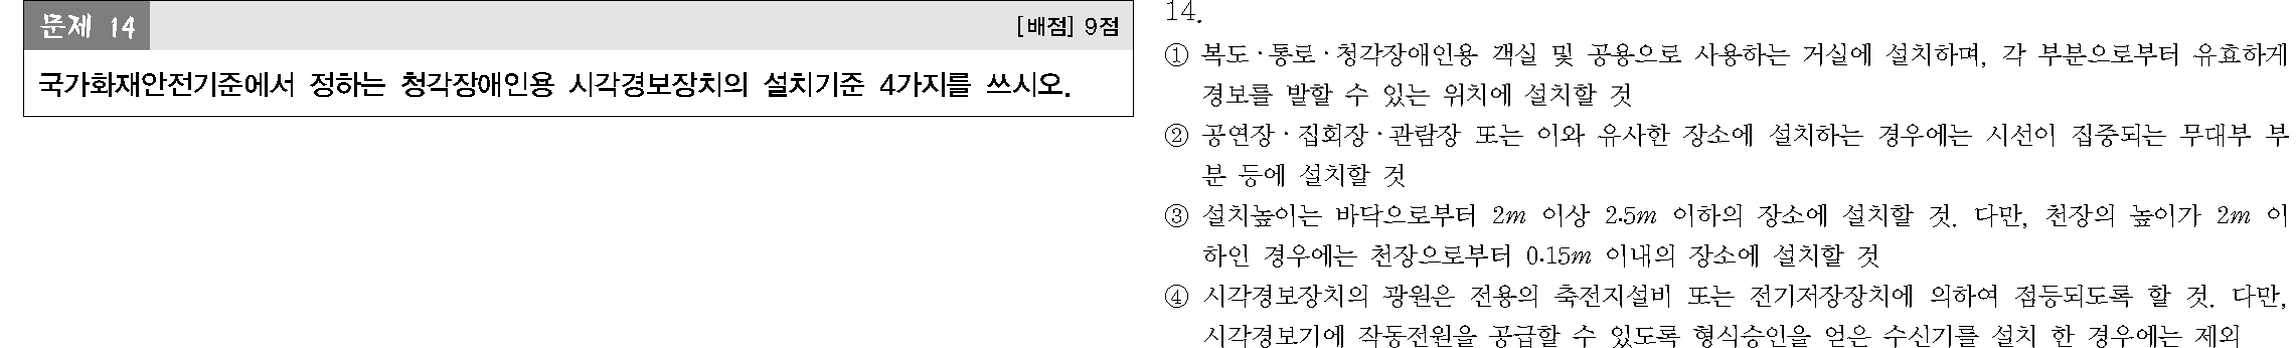 문제 14
[배점] 9점
국가화재안전기준에서 정하는 청각장애인용 시각경보장치의 설치기준 4가지를 쓰시오.
14.
① 복도·통로·청각장애인용 객실 및 공용으로 사용하는 거실에 설치하며, 각 부분으로부터 유효하게
경보를 발할 수 있는 위치에 설치할 것
② 공연장·집회장·관람장 또는 이와 유사한 장소에 설치하는 경우에는 시선이 집중되는 무대부 부
분 등에 설치할 것
③ 설치높이는 바닥으로부터 2m 이상 2.5m 이하의 장소에 설치할 것. 다만, 천장의 높이가 2m 이
하인 경우에는 천장으로부터 0.15m 이내의 장소에 설치할 것
④ 시각경보장치의 광원은 전용의 축전지설비 또는 전기저장장치에 의하여 점등되도록 할 것. 다만,
시각경보기에 작동전원을 공급할 수 있도록 형식승인을 얻은 수신기를 설치 한 경우에는 제외